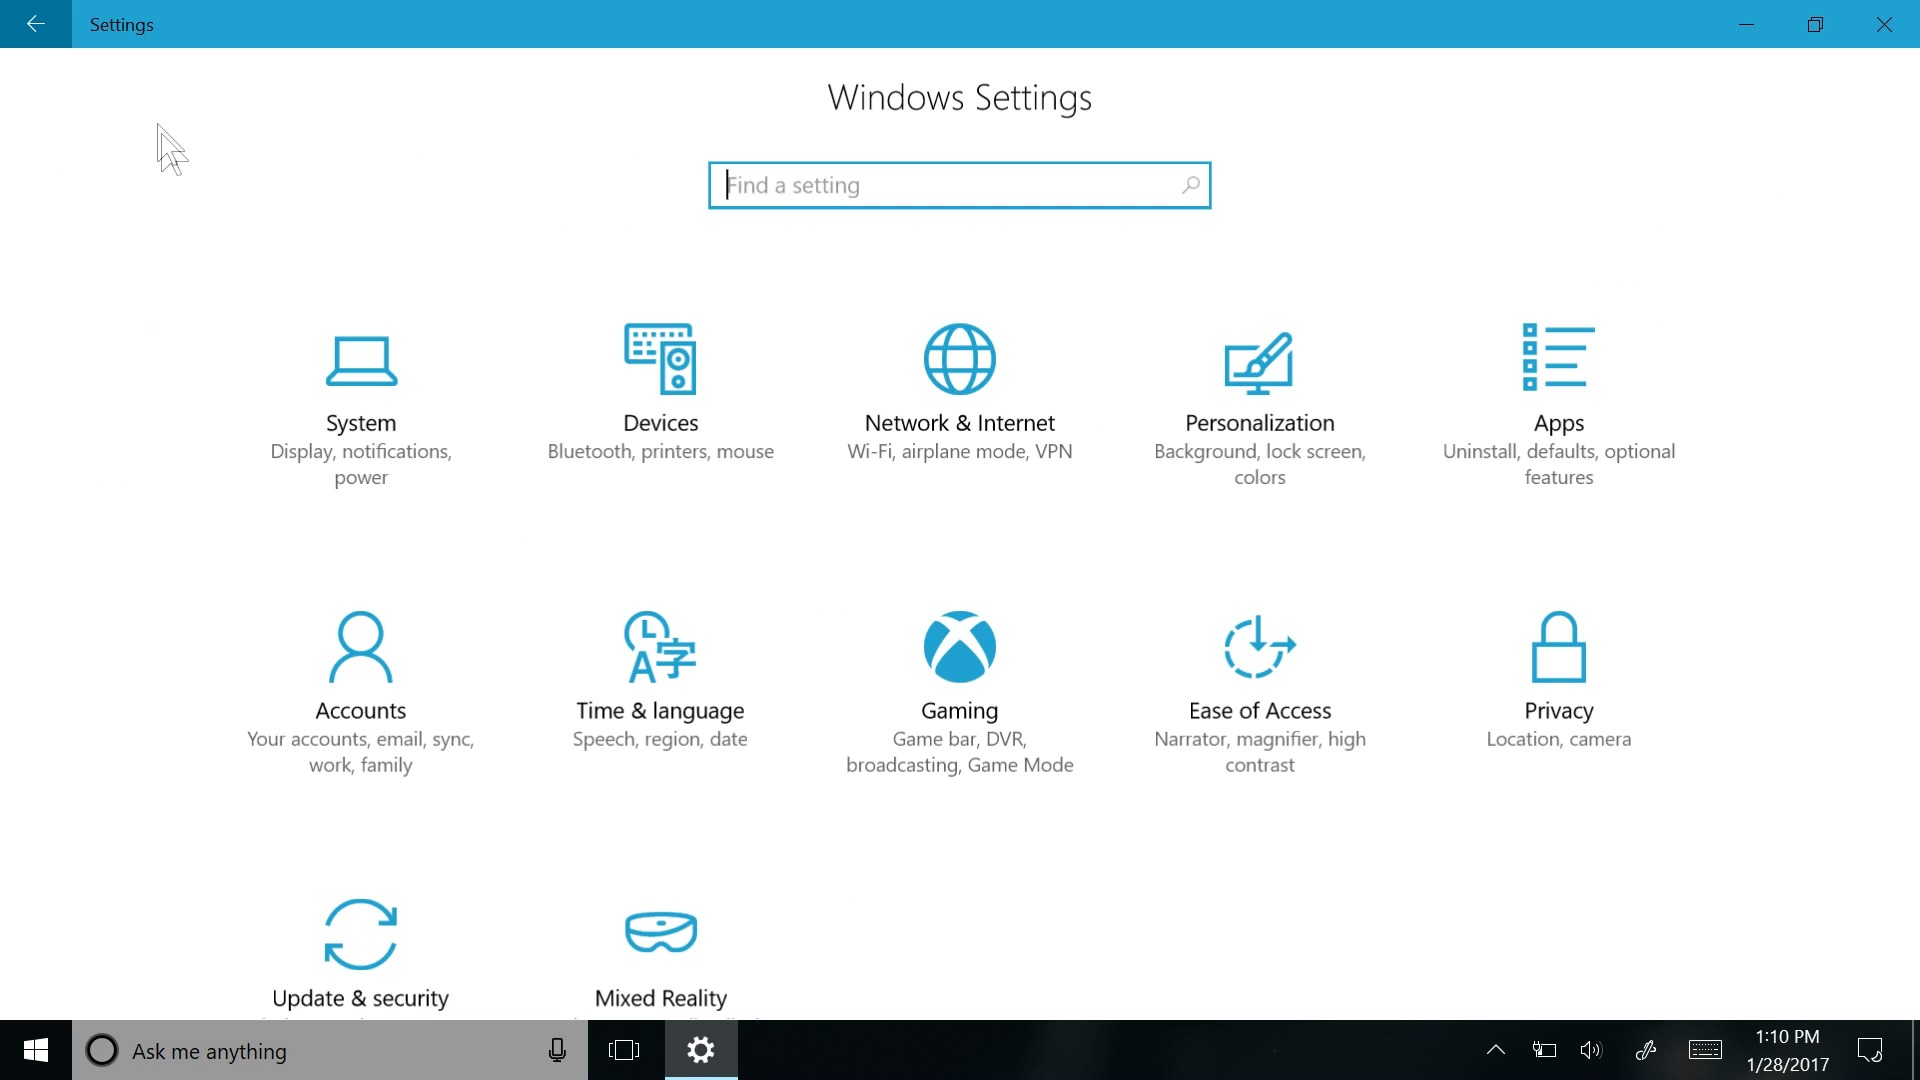 Settings
Windows Settings
Find a setting
System
Display, notifications,
power
Devices
Bluetooth, printers, mouse
Network & Internet
Wi-Fi, airplane mode, VPN
Personalization
Background, lock screen,
colors
Apps
Uninstall, defaults, optional
features
Accounts
Your accounts, email, sync,
work, family
Time & language
Speech, region, date
Gaming
Game bar, DVR,
broadcasting, Game Mode
Ease of Access
Narrator, magnifier, high
contrast
Privacy
Location, camera
Update & security
Mixed Reality
Ask me anything
1:10 PM
1/28/2017